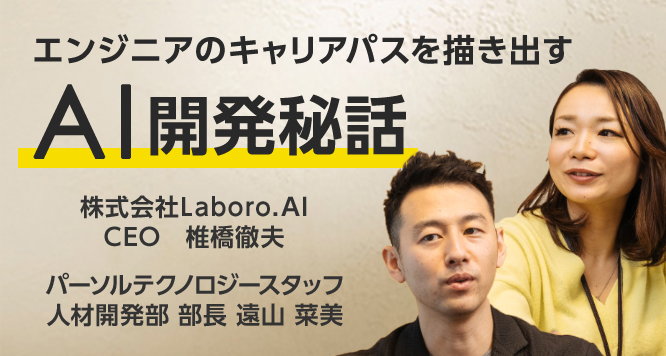 エンジニアのキャリアパスを描き出す
AI開発秘話
株式会社Laboro.AI
CEO　椎橋徹夫
パーソルテクノロジースタッフ
人材開発部 部長 遠山 菜美